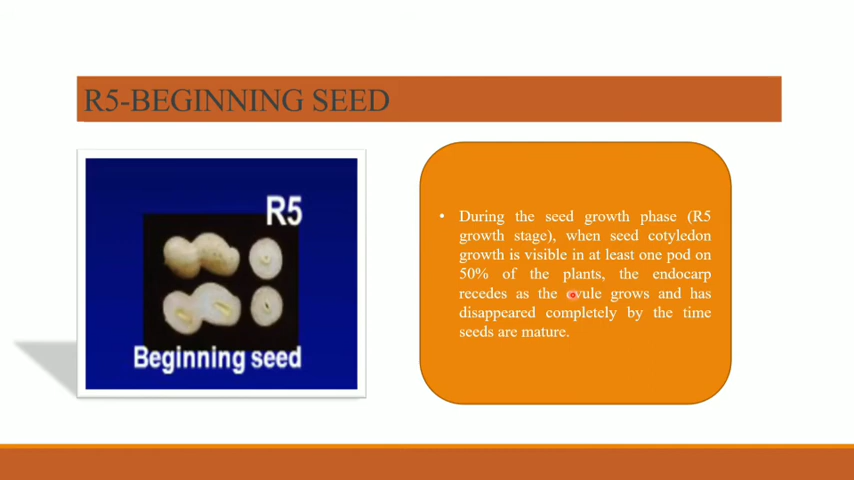 R5-BEGINNING SEED
R5
Beginning seed
• During the seed growth phase (R5
growth stage), when seed cotyledon
growth is visible in at least one pod on
50% of the plants, the endocarp
recedes as the ovule grows and has
disappeared completely by the time
seeds are mature.